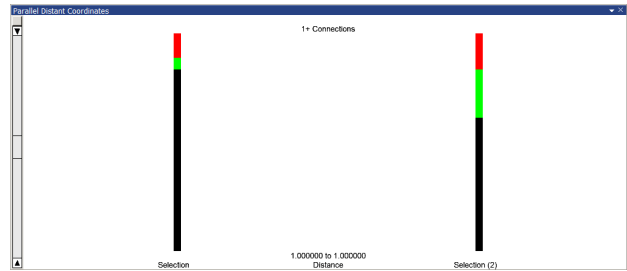 Parallel Distant Coordinates
1+ Connections
1.000000 to 1.000000
Selection
Distance
Selection (2)